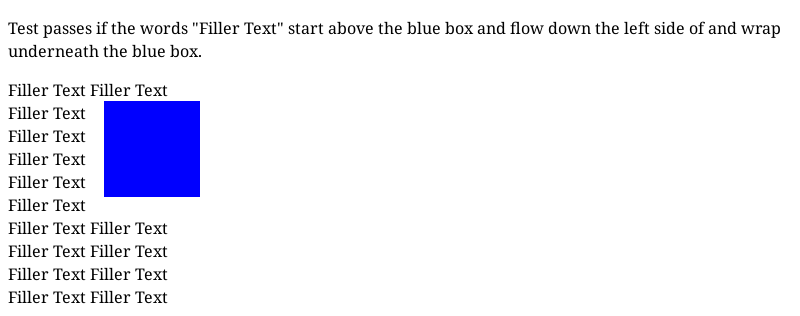 Test passes if the words "Filler Text" start above the blue box and flow down the left side of and wrap
underneath the blue box.
Filler Text Filler Text
Filler Text
Filler Text
Filler Text
Filler Text
Filler Text
Filler Text Filler Text
Filler Text Filler Text
Filler Text Filler Text
Filler Text Filler Text